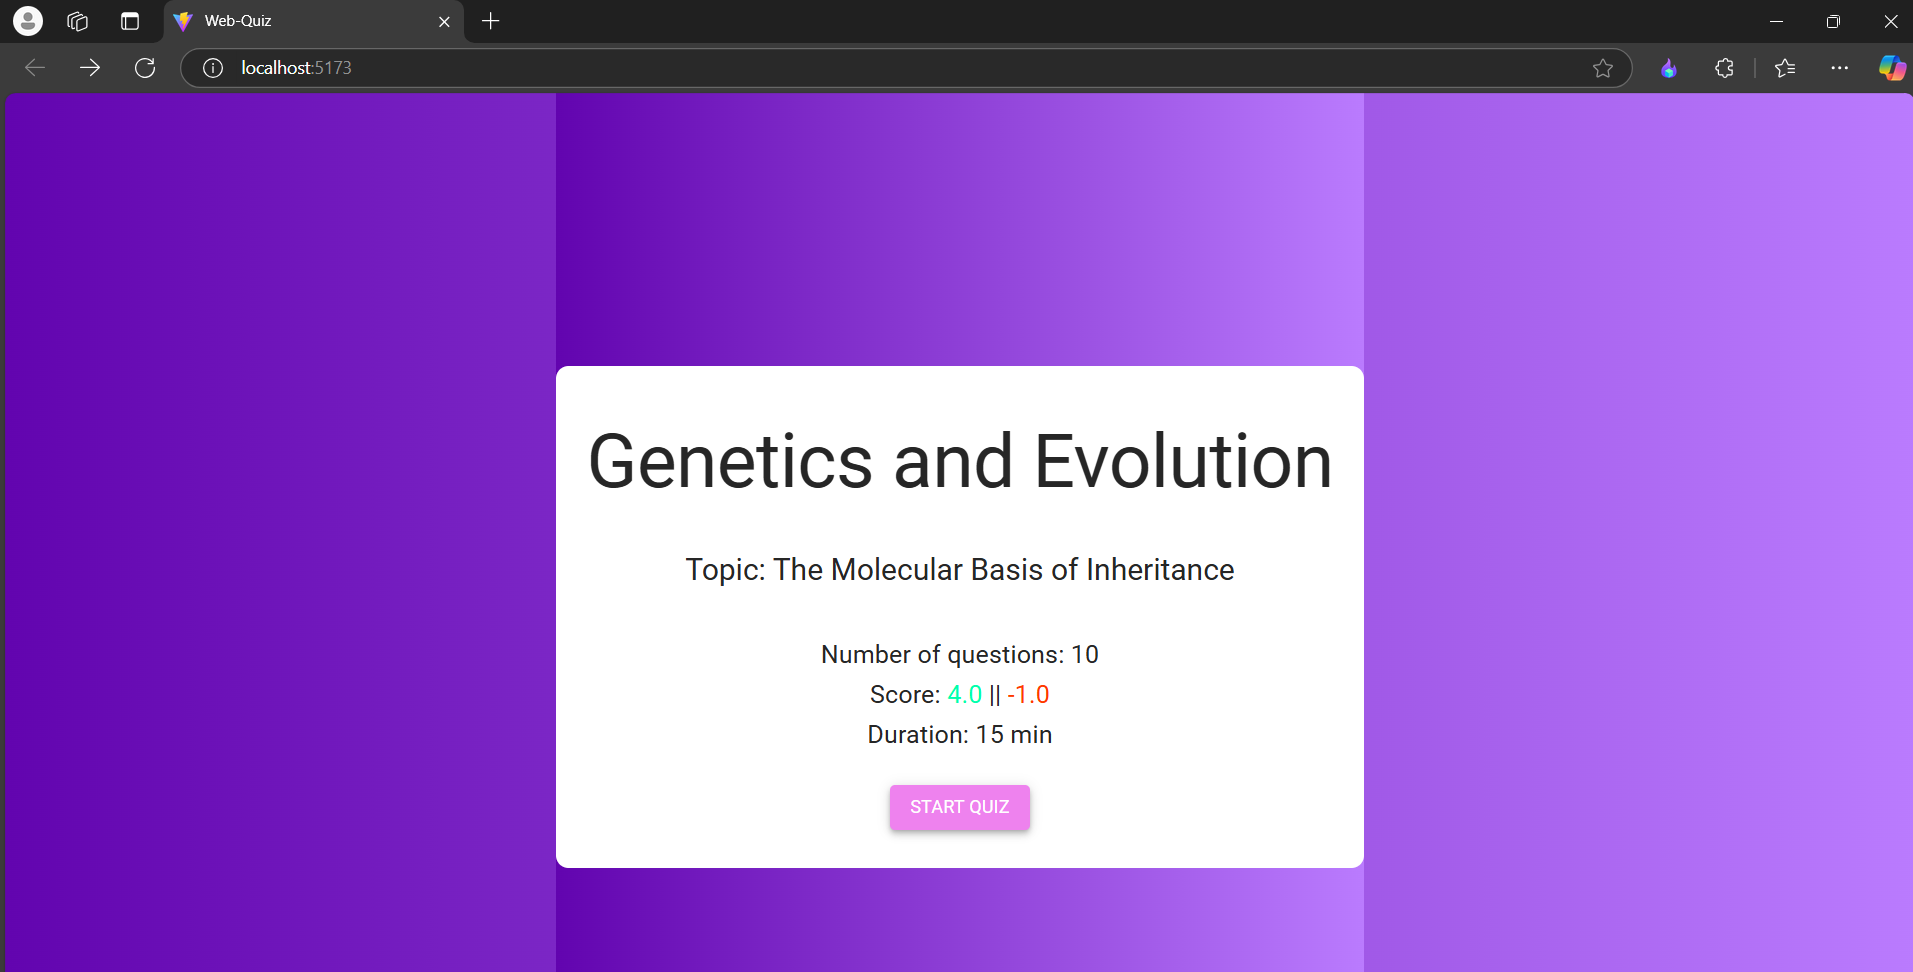 Web-Quiz
localhost:5173
Genetics and Evolution
Topic: The Molecular Basis of Inheritance
Number of questions: 10
Score: 4.0 || -1.0
Duration: 15 min
START QUIZ